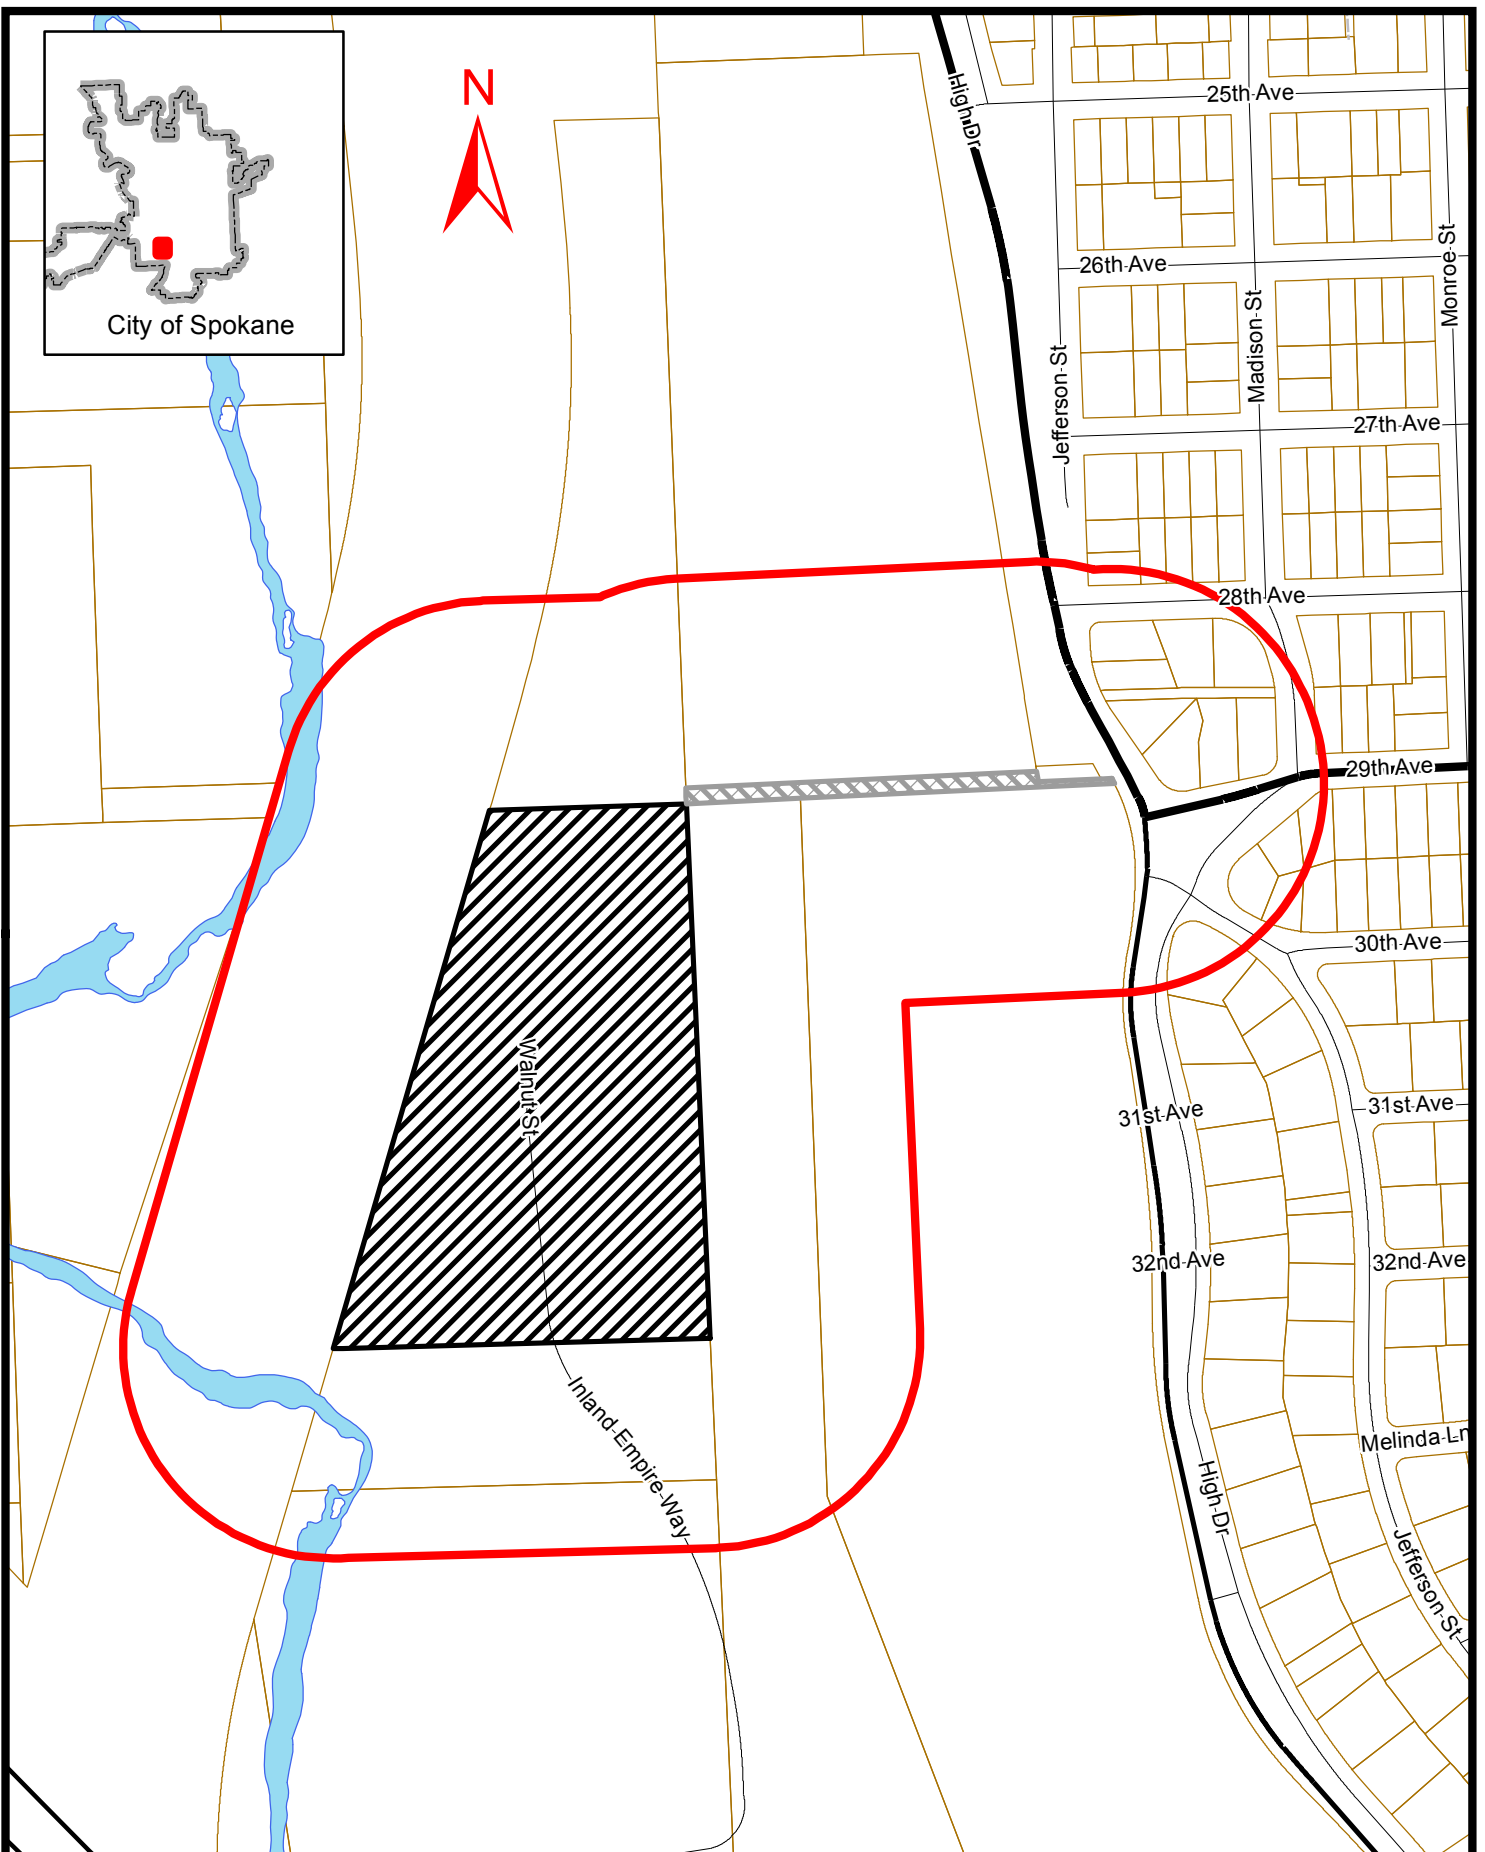 N
City of Spokane
High Dr
25th Ave
26th Ave
Monroe St
Madison St
Jefferson St
27th Ave
28th Ave
29th Ave
30th Ave
Walnut St
31st Ave
31st Ave
32nd Ave
32nd Ave
Inland Empire Way
Melinda Ln
High Dr
Jefferson St